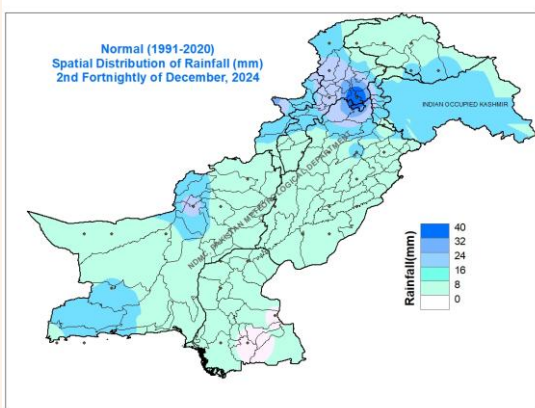 Normal (1991-2020)
Spatial Distribution of Rainfall (mm)
2nd Fortnightly of December, 2024
INDIAN OCCUPIED KASHMIR
NDMC, PAKISTAN METEOROLOGICAL DEPARTMENT
Rainfall(mm)
40
32
24
16
8
0